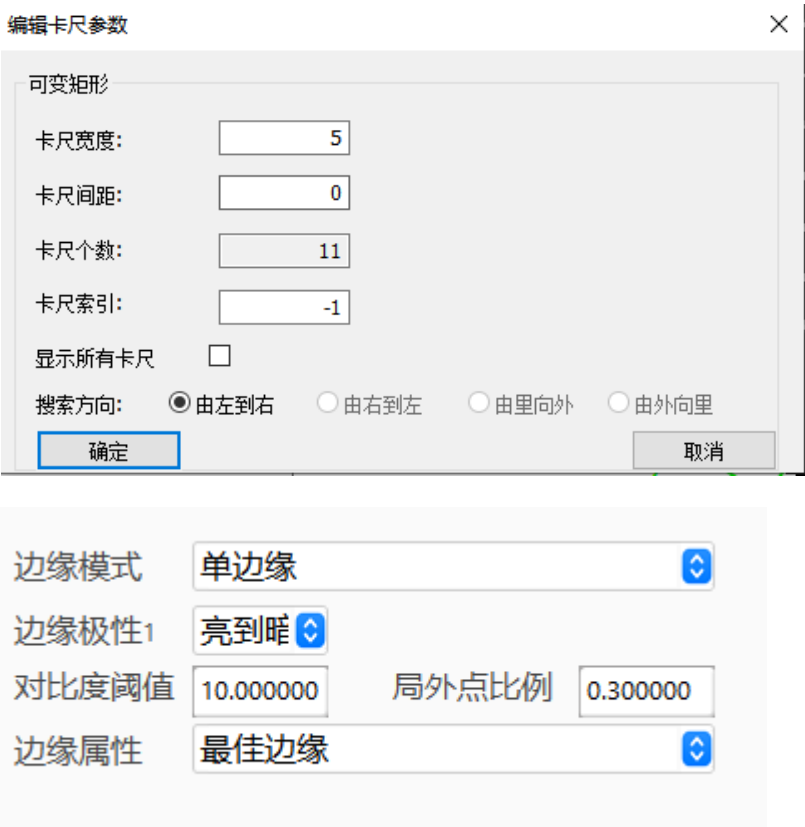 编辑卡尺参数
可变矩形
卡尺宽度: 5
卡尺间距: 0
卡尺个数: 11
卡尺索引: -1
显示所有卡尺
搜索方向: 由左到右 由右到左 由里向外 由外向里
确定 取消
边缘模式 单边缘
边缘极性1 亮到暗
对比度阈值 10.000000 局外点比例 0.300000
边缘属性 最佳边缘